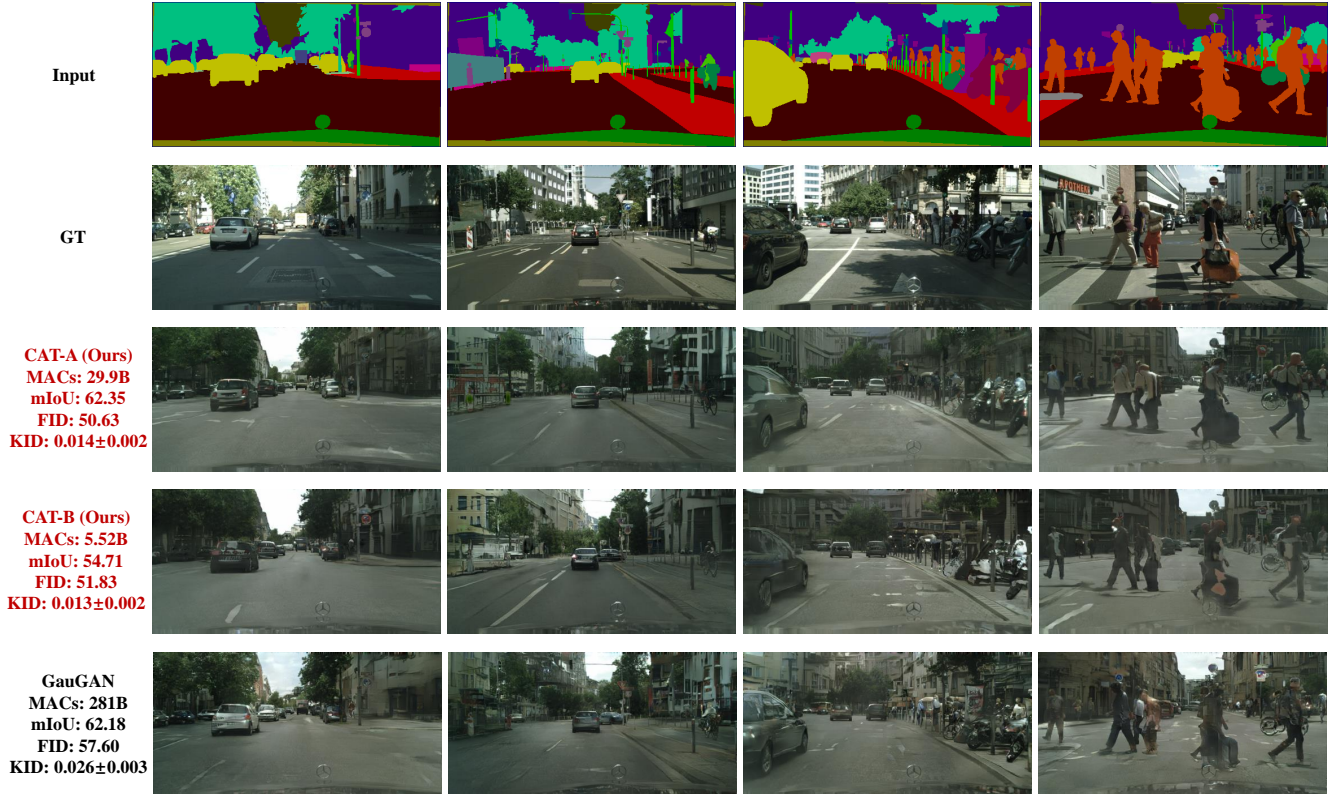 Input
GT
APOTHEKE
CAT-A (Ours)
MACs: 29.9B
mIoU: 62.35
FID: 50.63
KID: 0.014±0.002
CAT-B (Ours)
MACs: 5.52B
mIoU: 54.71
FID: 51.83
KID: 0.013±0.002
GauGAN
MACs: 281B
mIoU: 62.18
FID: 57.60
KID: 0.026±0.003